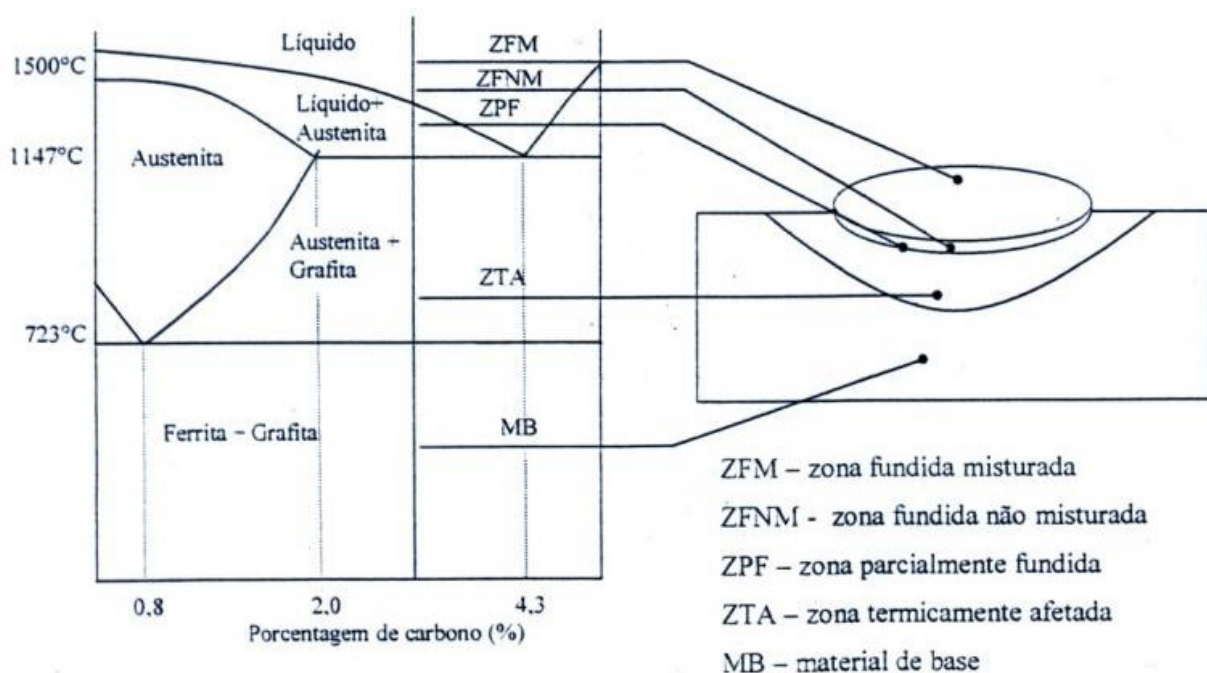 Líquido
ZFM
1500°C
ZFNM
Líquido+
Austenita
ZPF
1147°C
Austenita
Austenita +
Grafita
ZTA
723°C
Ferrita – Grafita
MB
0.8
2.0
4.3
Porcentagem de carbono (%)
ZFM – zona fundida misturada
ZFNM - zona fundida não misturada
ZPF – zona parcialmente fundida
ZTA – zona termicamente afetada
MB – material de base